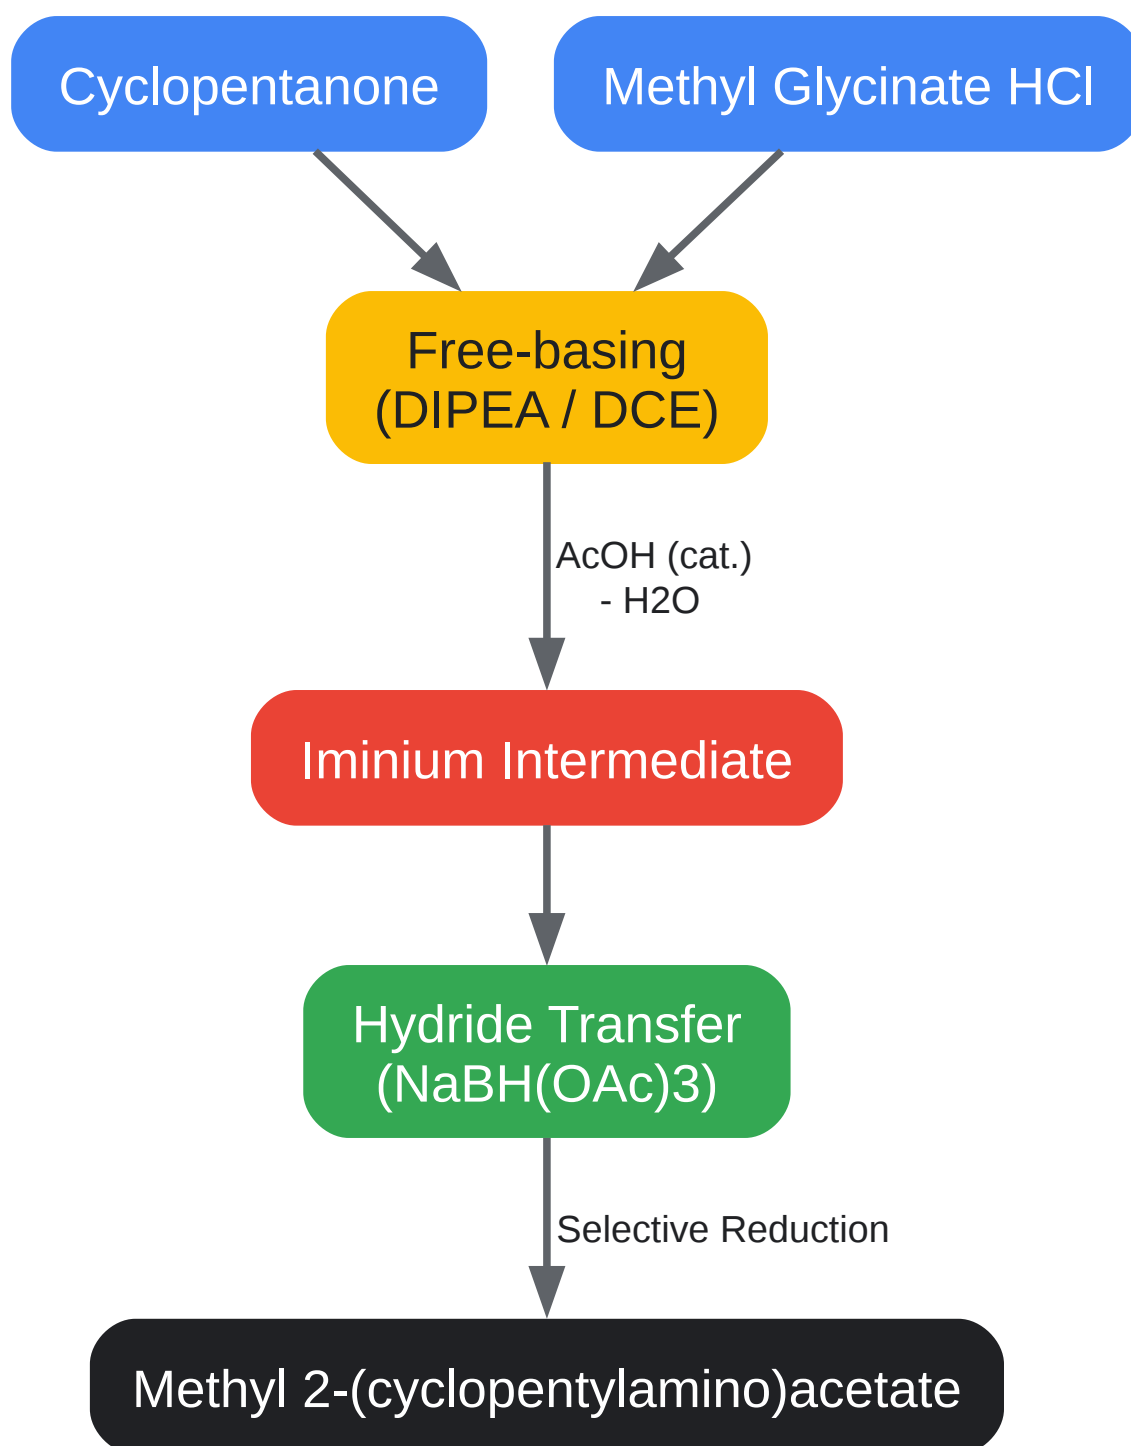 Cyclopentanone
Methyl Glycinate HCl
Free-basing
(DIPEA / DCE)
AcOH (cat.)
- H2O
Iminium Intermediate
Hydride Transfer
(NaBH(OAc)3)
Selective Reduction
Methyl 2-(cyclopentylamino)acetate